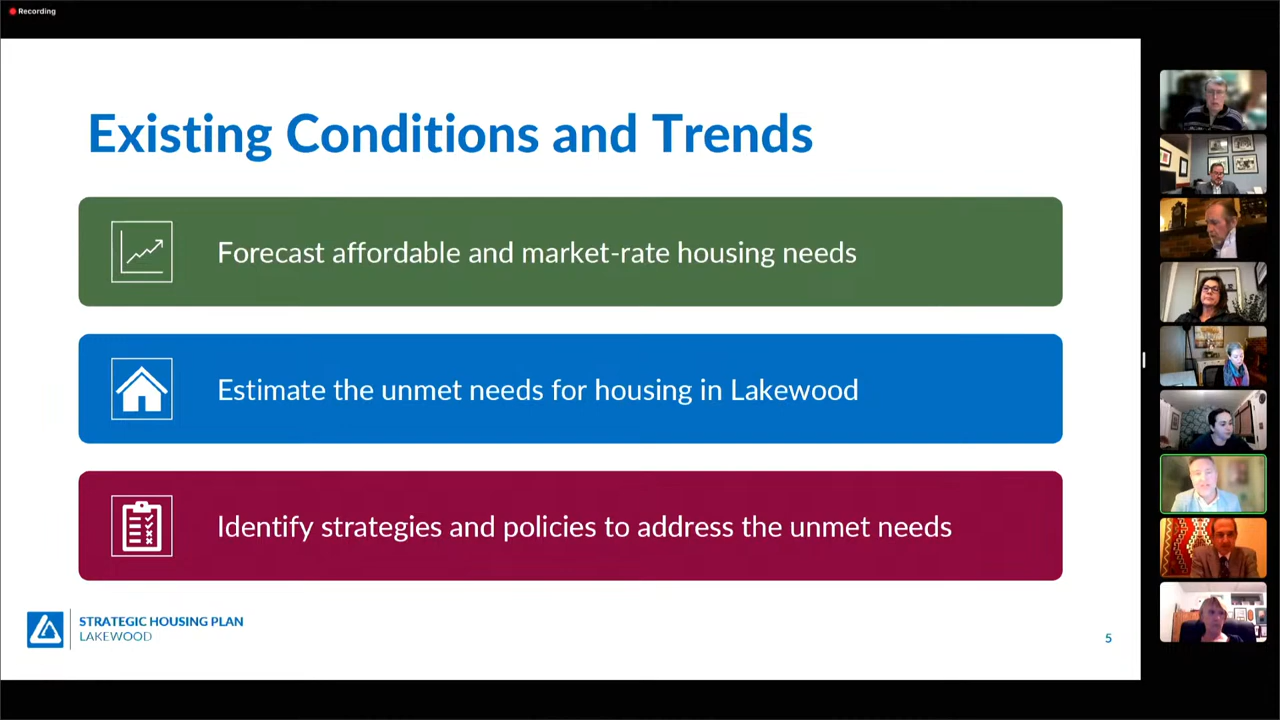 Recording
Existing Conditions and Trends
Forecast affordable and market-rate housing needs
Estimate the unmet needs for housing in Lakewood
Identify strategies and policies to address the unmet needs
STRATEGIC HOUSING PLAN
LAKEWOOD
5